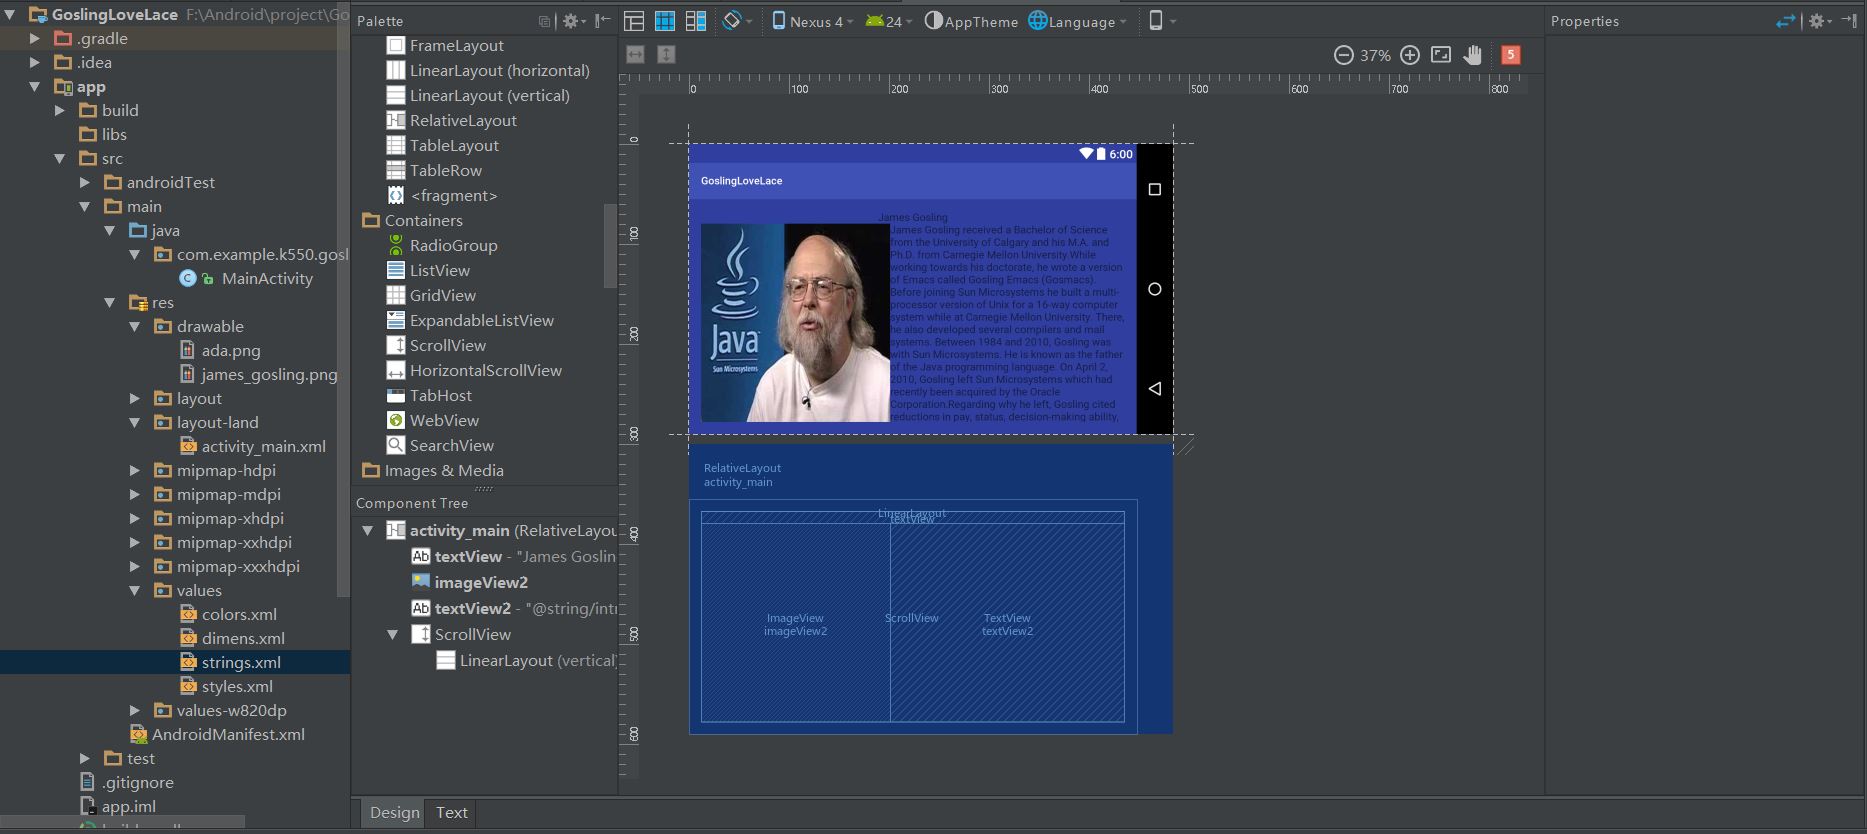 GoslingLoveLace F:\Android\project\Go
.gradle
.idea
app
build
libs
src
androidTest
main
java
com.example.k550.gosl
MainActivity
res
drawable
ada.png
james_gosling.png
layout
layout-land
activity_main.xml
mipmap-hdpi
mipmap-mdpi
mipmap-xhdpi
mipmap-xxhdpi
mipmap-xxxhdpi
values
colors.xml
dimens.xml
strings.xml
styles.xml
values-w820dp
AndroidManifest.xml
test
.gitignore
app.iml
Palette
FrameLayout
LinearLayout (horizontal)
LinearLayout (vertical)
RelativeLayout
TableLayout
TableRow
<fragment>
Containers
RadioGroup
ListView
GridView
ExpandableListView
ScrollView
HorizontalScrollView
TabHost
WebView
SearchView
Images & Media
Component Tree
activity_main (RelativeLayou
Ab textView - "James Goslin
imageView2
Ab textView2 - "@string/intr
ScrollView
LinearLayout (vertical)
Nexus 4 24 AppTheme Language
37% 5
0 100 200 300 400 500 600 700 800
0
100
200
300
400
500
600
6:00
GoslingLoveLace
James Gosling
Java
Sun Microsystems
James Gosling received a Bachelor of Science
from the University of Calgary and his M.A. and
Ph.D. from Carnegie Mellon University.While
working towards his doctorate, he wrote a version
of Emacs called Gosling Emacs (Gosmacs).
Before joining Sun Microsystems he built a multi-
processor version of Unix for a 16-way computer
system while at Carnegie Mellon University. There,
he also developed several compilers and mail
systems. Between 1984 and 2010, Gosling was
with Sun Microsystems. He is known as the father
of the Java programming language. On April 2,
2010, Gosling left Sun Microsystems which had
recently been acquired by the Oracle
Corporation.Regarding why he left, Gosling cited
reductions in pay, status, decision-making ability,
RelativeLayout
activity_main
LinearLayout
textView
ImageView
imageView2
ScrollView
TextView
textView2
Design Text
Properties